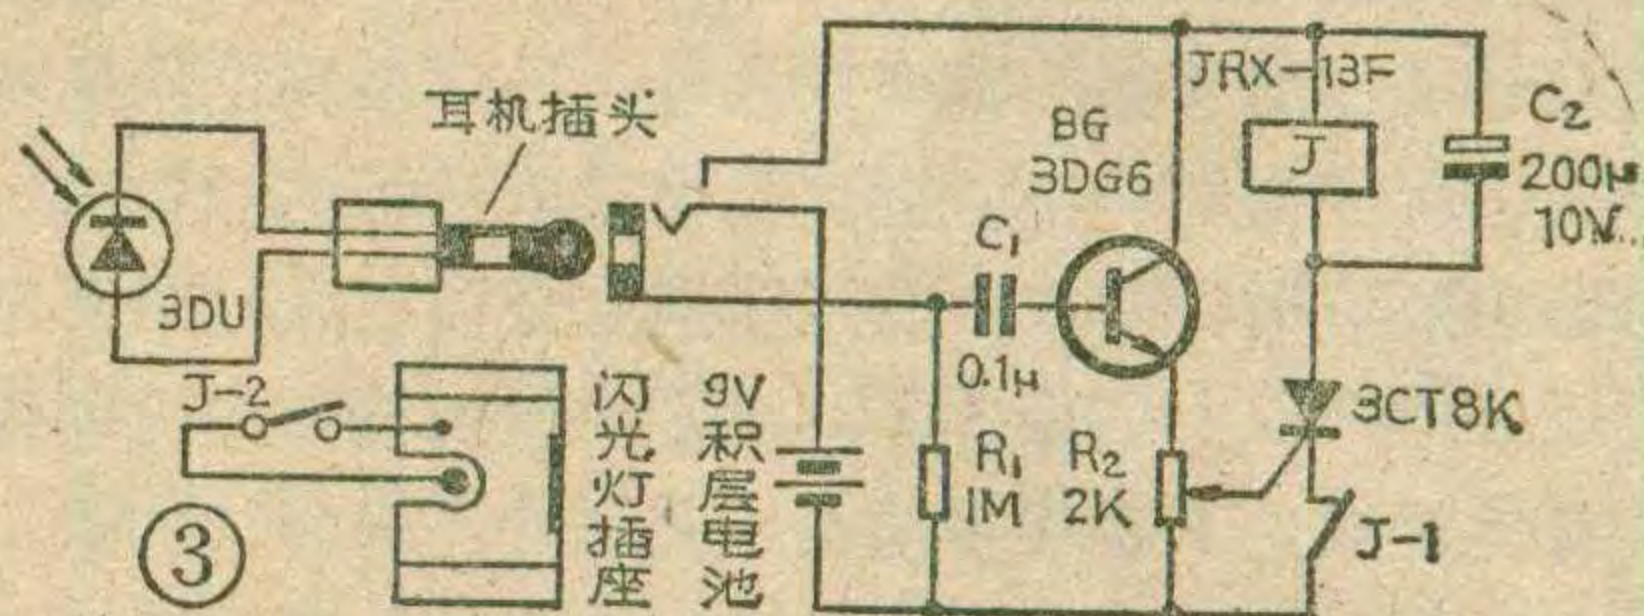 耳机插头
3DU
J-2
③
闪光灯插座
9V积层电池
C₁
0.1μ
R₁
1M
BG
3DG6
R₂
2K
JRX-13F
J
C₂
200μ
10V
3CT8K
J-1